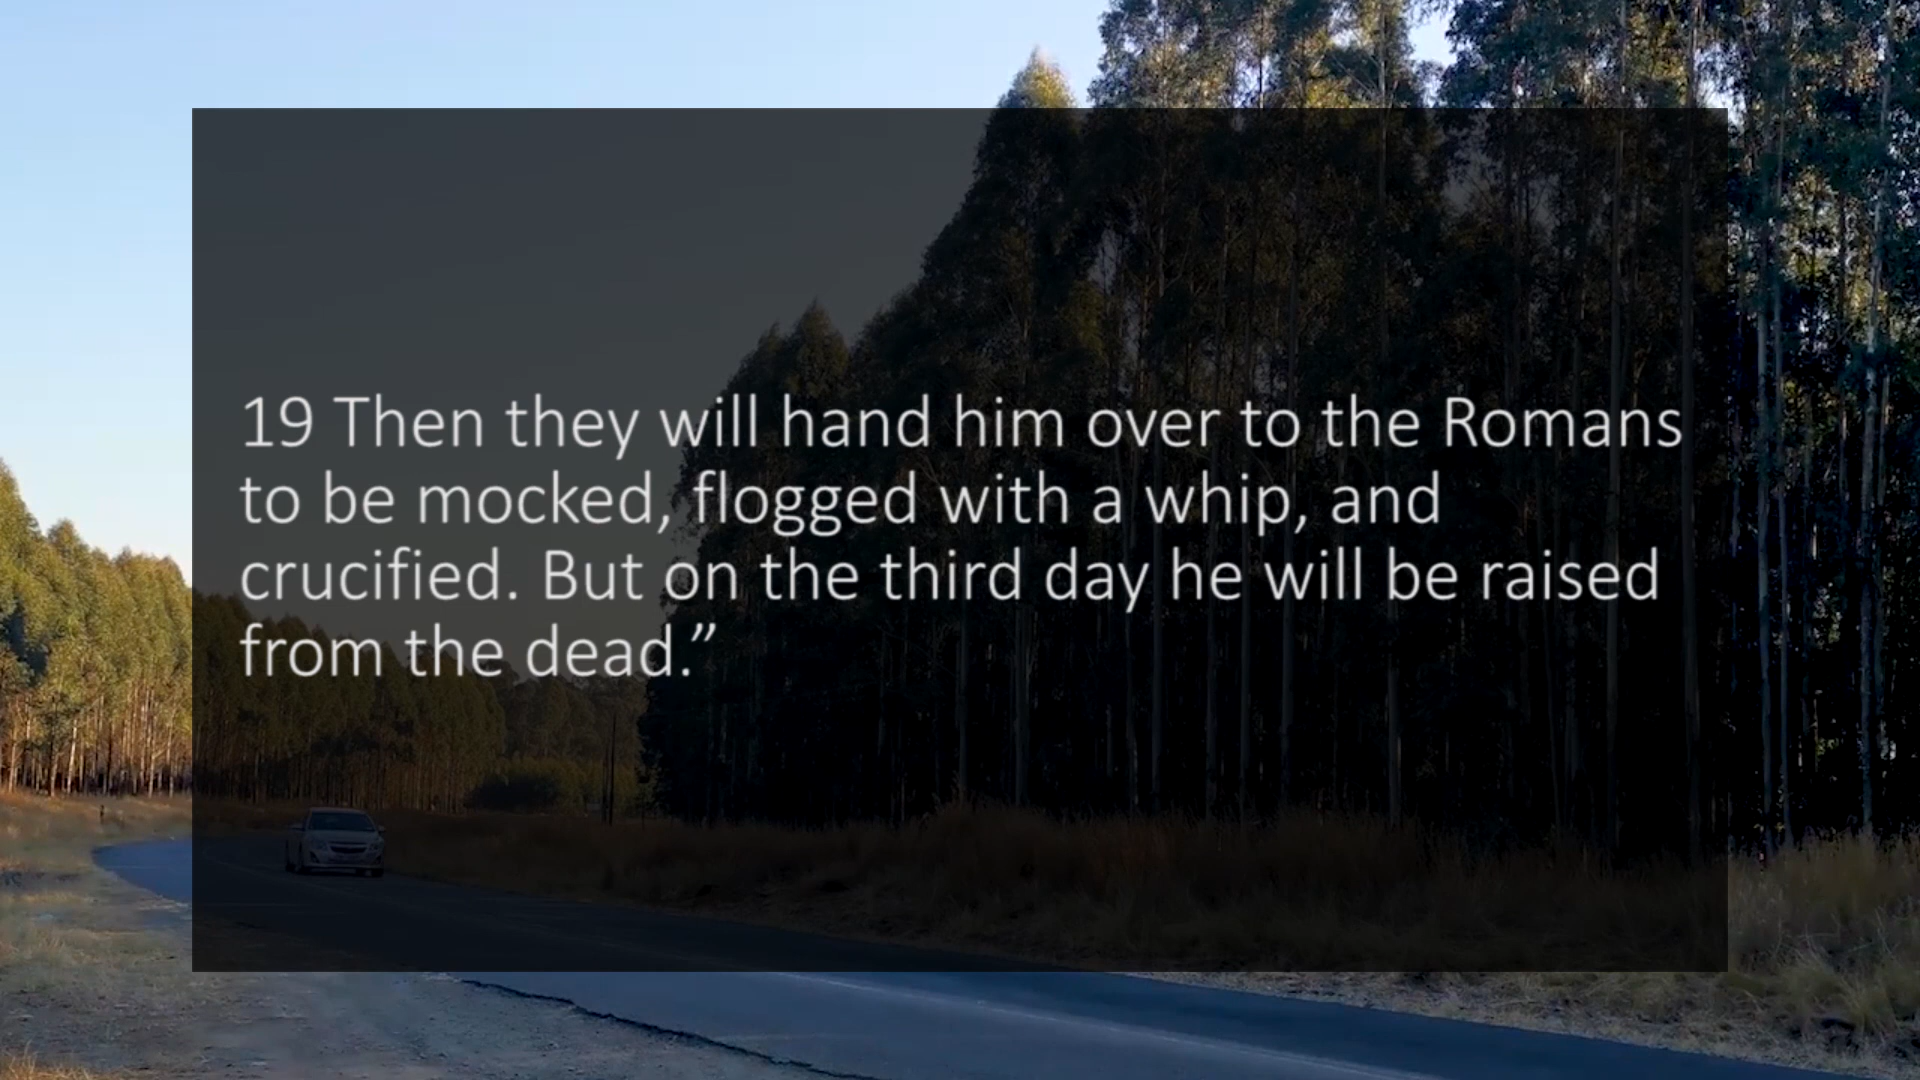 19 Then they will hand him over to the Romans
to be mocked, flogged with a whip, and
crucified. But on the third day he will be raised
from the dead.”